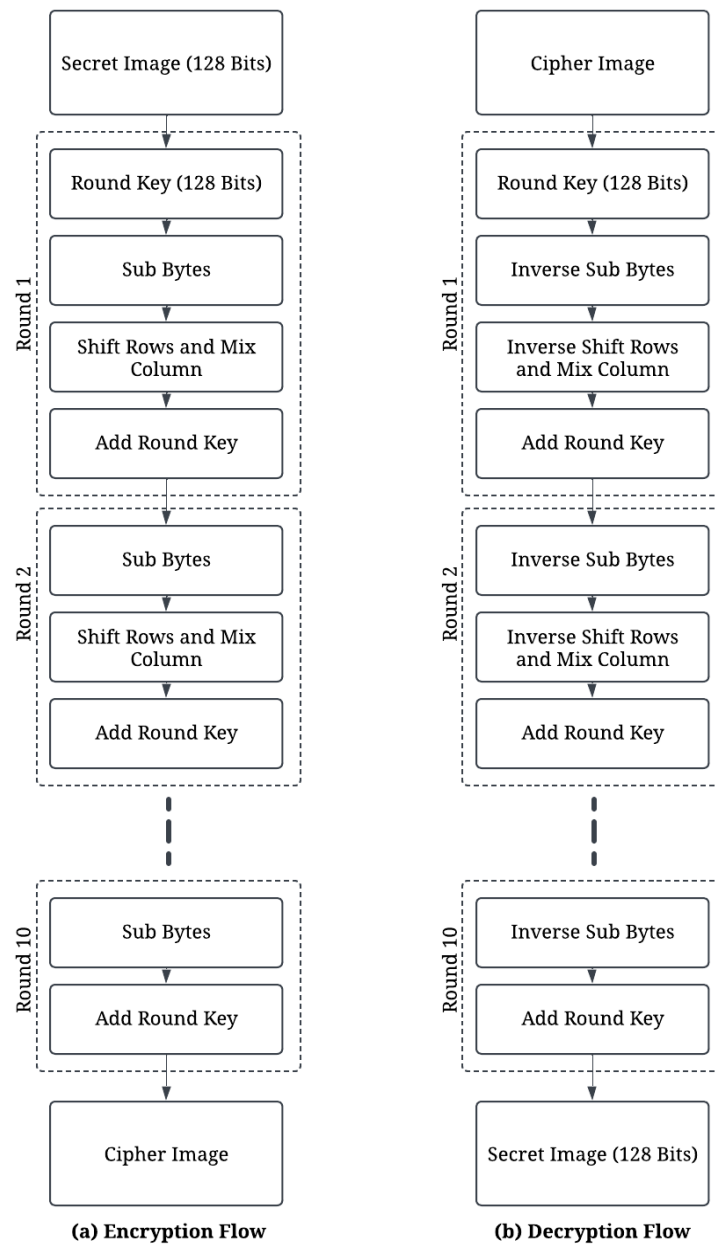 Secret Image (128 Bits)
Round 1
Round Key (128 Bits)
Sub Bytes
Shift Rows and Mix
Column
Add Round Key
Round 2
Sub Bytes
Shift Rows and Mix
Column
Add Round Key
Round 10
Sub Bytes
Add Round Key
Cipher Image
(a) Encryption Flow
Cipher Image
Round 1
Round Key (128 Bits)
Inverse Sub Bytes
Inverse Shift Rows
and Mix Column
Add Round Key
Round 2
Inverse Sub Bytes
Inverse Shift Rows
and Mix Column
Add Round Key
Round 10
Inverse Sub Bytes
Add Round Key
Secret Image (128 Bits)
(b) Decryption Flow